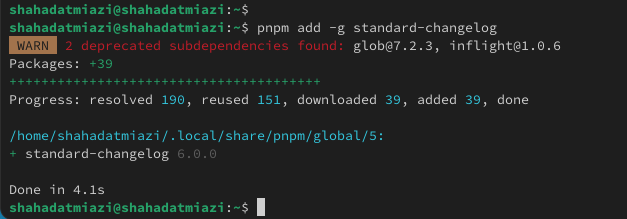 shahadatmiazi@shahadatmiazi:~$
shahadatmiazi@shahadatmiazi:~$ pnpm add -g standard-changelog
WARN 2 deprecated subdependencies found: glob@7.2.3, inflight@1.0.6
Packages: +39
+++++++++++++++++++++++++++++++++++++++
Progress: resolved 190, reused 151, downloaded 39, added 39, done
/home/shahadatmiazi/.local/share/pnpm/global/5:
+ standard-changelog 6.0.0
Done in 4.1s
shahadatmiazi@shahadatmiazi:~$